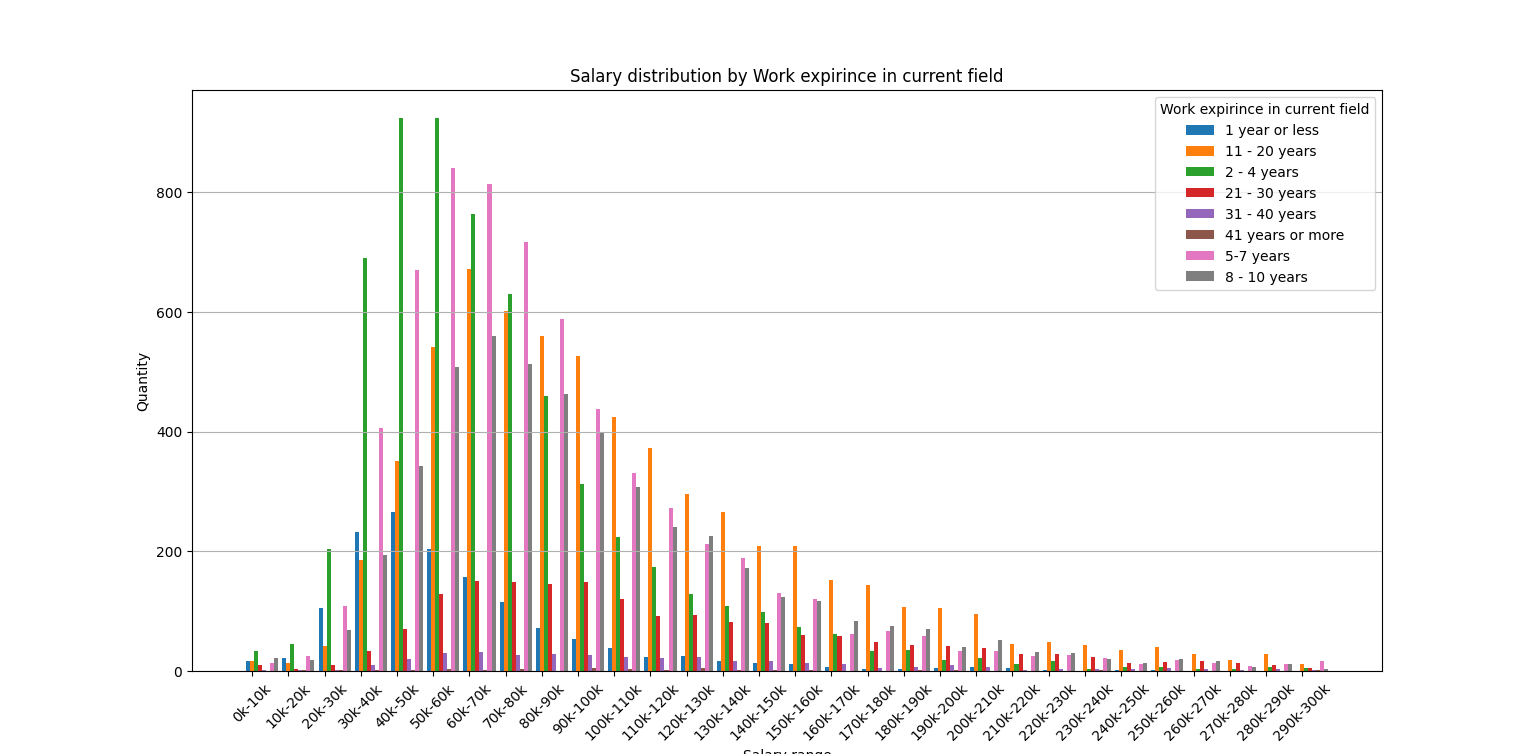 Salary distribution by Work expirince in current field
Work expirince in current field
1 year or less
11 - 20 years
2 - 4 years
21 - 30 years
31 - 40 years
41 years or more
5-7 years
8 - 10 years
800
600
400
200
0
Quantity
0k-10k
10k-20k
20k-30k
30k-40k
40k-50k
50k-60k
60k-70k
70k-80k
80k-90k
90k-100k
100k-110k
110k-120k
120k-130k
130k-140k
140k-150k
150k-160k
160k-170k
170k-180k
180k-190k
190k-200k
200k-210k
210k-220k
220k-230k
230k-240k
240k-250k
250k-260k
260k-270k
270k-280k
280k-290k
290k-300k
Salary range